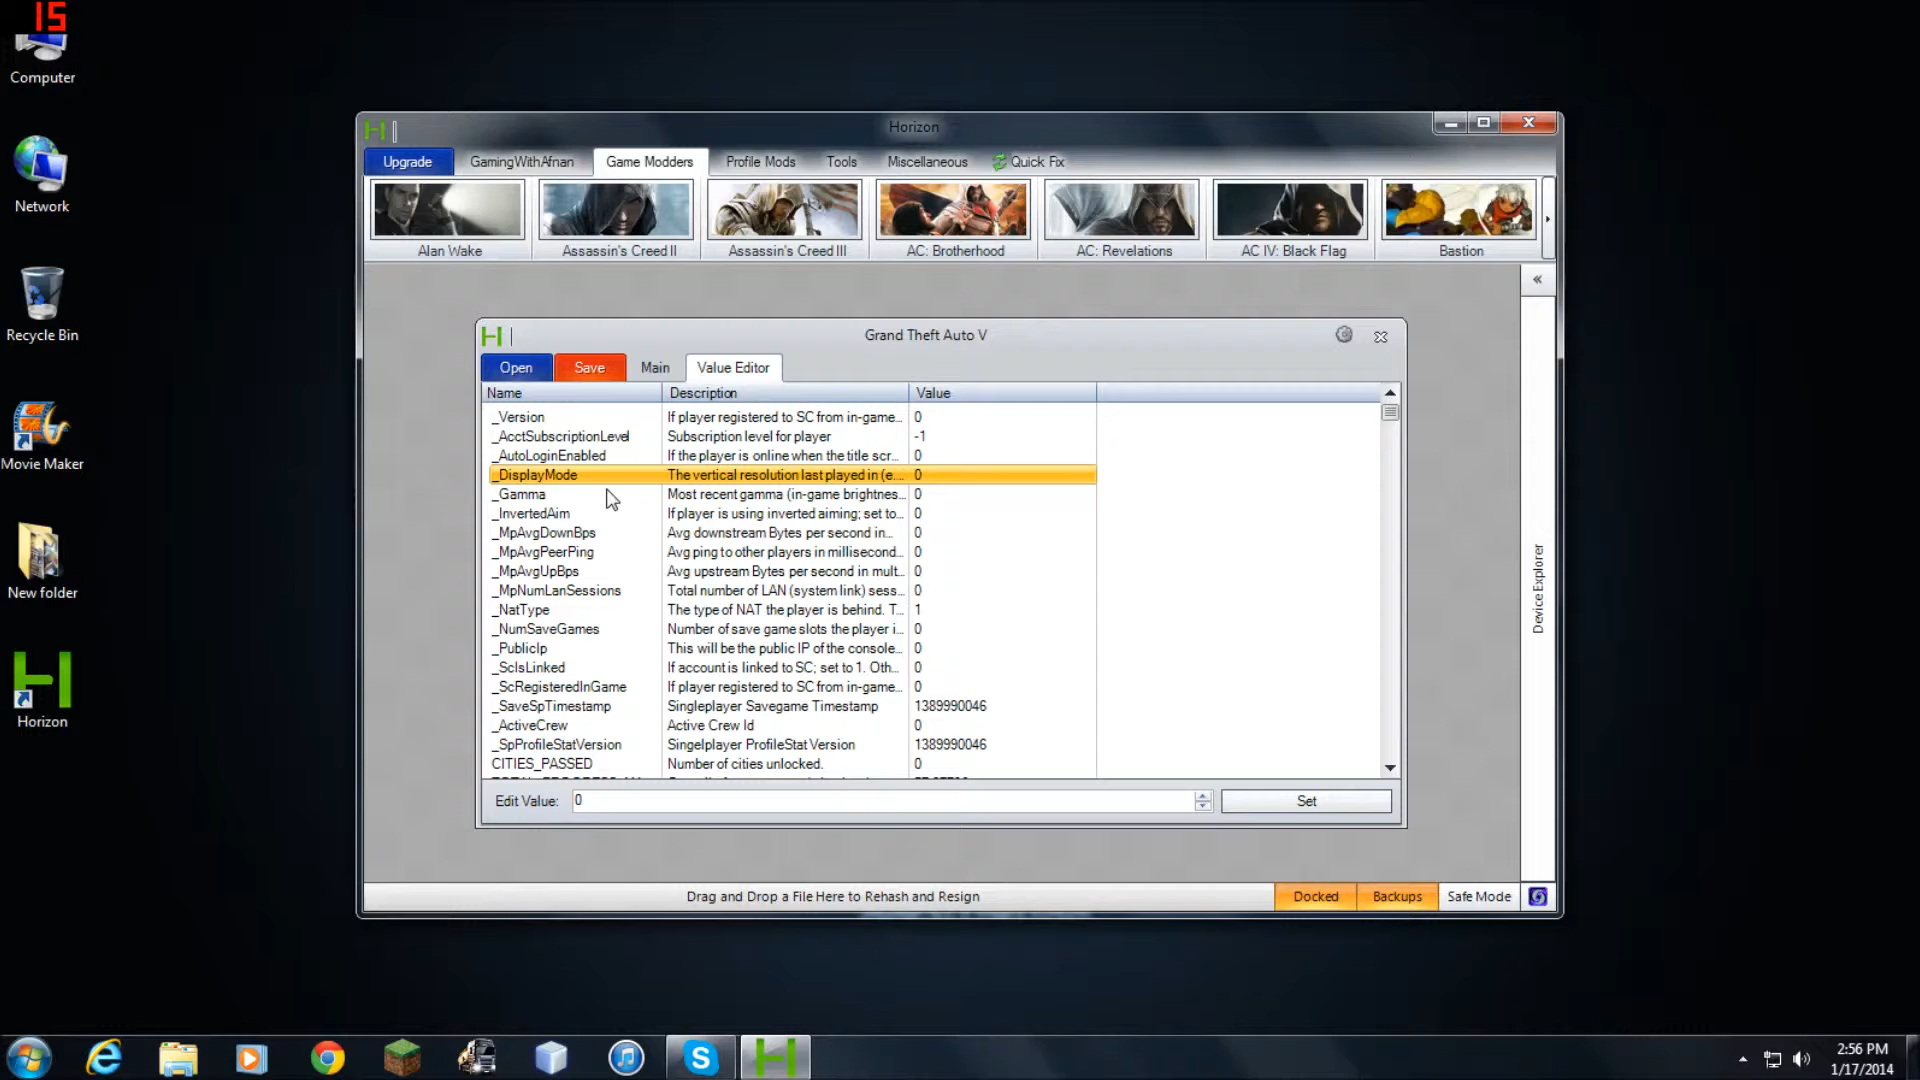 15
Computer
Network
Recycle Bin
Movie Maker
New folder
Horizon
Horizon
Upgrade GamingWithAfnan Game Modders Profile Mods Tools Miscellaneous Quick Fix
Alan Wake Assassin's Creed II Assassin's Creed III AC: Brotherhood AC: Revelations AC IV: Black Flag Bastion
Grand Theft Auto V
Open Save Main Value Editor
Name Description Value
_Version If player registered to SC from in-game... 0
_AcctSubscriptionLevel Subscription level for player -1
_AutoLoginEnabled If the player is online when the title scr... 0
_DisplayMode The vertical resolution last played in (e.... 0
_Gamma Most recent gamma (in-game brightnes... 0
_InvertedAim If player is using inverted aiming; set to... 0
_MpAvgDownBps Avg downstream Bytes per second in... 0
_MpAvgPeerPing Avg ping to other players in millisecond... 0
_MpAvgUpBps Avg upstream Bytes per second in mult... 0
_MpNumLanSessions Total number of LAN (system link) sess... 0
_NatType The type of NAT the player is behind. T... 1
_NumSaveGames Number of save game slots the player i... 0
_PublicIp This will be the public IP of the console... 0
_ScIsLinked If account is linked to SC; set to 1. Oth... 0
_ScRegisteredInGame If player registered to SC from in-game... 0
_SaveSpTimestamp Singleplayer Savegame Timestamp 1389990046
_ActiveCrew Active Crew Id 0
_SpProfileStatVersion Singelplayer ProfileStat Version 1389990046
CITIES_PASSED Number of cities unlocked. 0
Edit Value: 0 Set
Device Explorer
Drag and Drop a File Here to Rehash and Resign Docked Backups Safe Mode
2:56 PM
1/17/2014